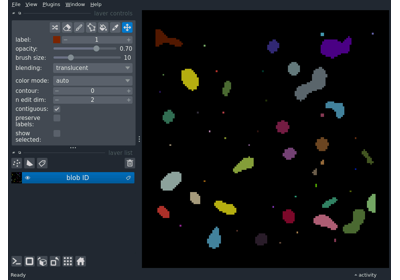 File View Plugins Window Help
layer controls
label: 1
opacity: 0.70
brush size: 10
blending: translucent
color mode: auto
contour: 0
n edit dim: 2
contiguous:
preserve
labels:
show
selected:
layer list
blob ID
Ready
activity